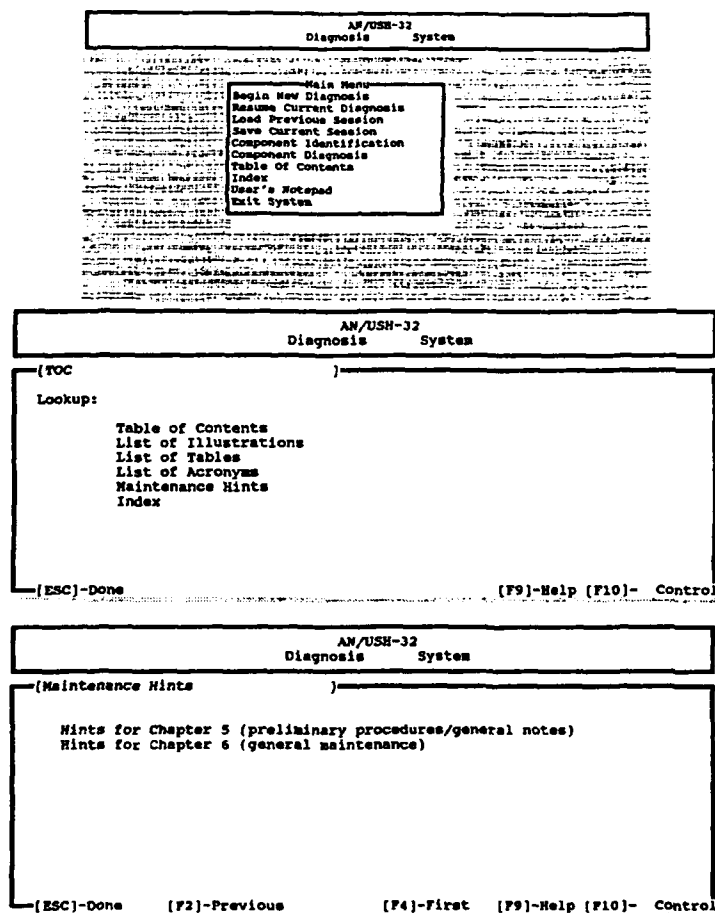 AN/USH-32
Diagnosis System
Main Menu
Begin New Diagnosis
Resume Current Diagnosis
Load Previous Session
Save Current Session
Component Identification
Component Diagnosis
Table Of Contents
Index
User's Notepad
Exit System
AN/USH-32
Diagnosis System
[TOC ]
Lookup:
Table of Contents
List of Illustrations
List of Tables
List of Acronyms
Maintenance Hints
Index
[ESC]-Done [F9]-Help [F10]- Control
AN/USH-32
Diagnosis System
[Maintenance Hints ]
Hints for Chapter 5 (preliminary procedures/general notes)
Hints for Chapter 6 (general maintenance)
[ESC]-Done [F2]-Previous [F4]-First [F9]-Help [F10]- Control